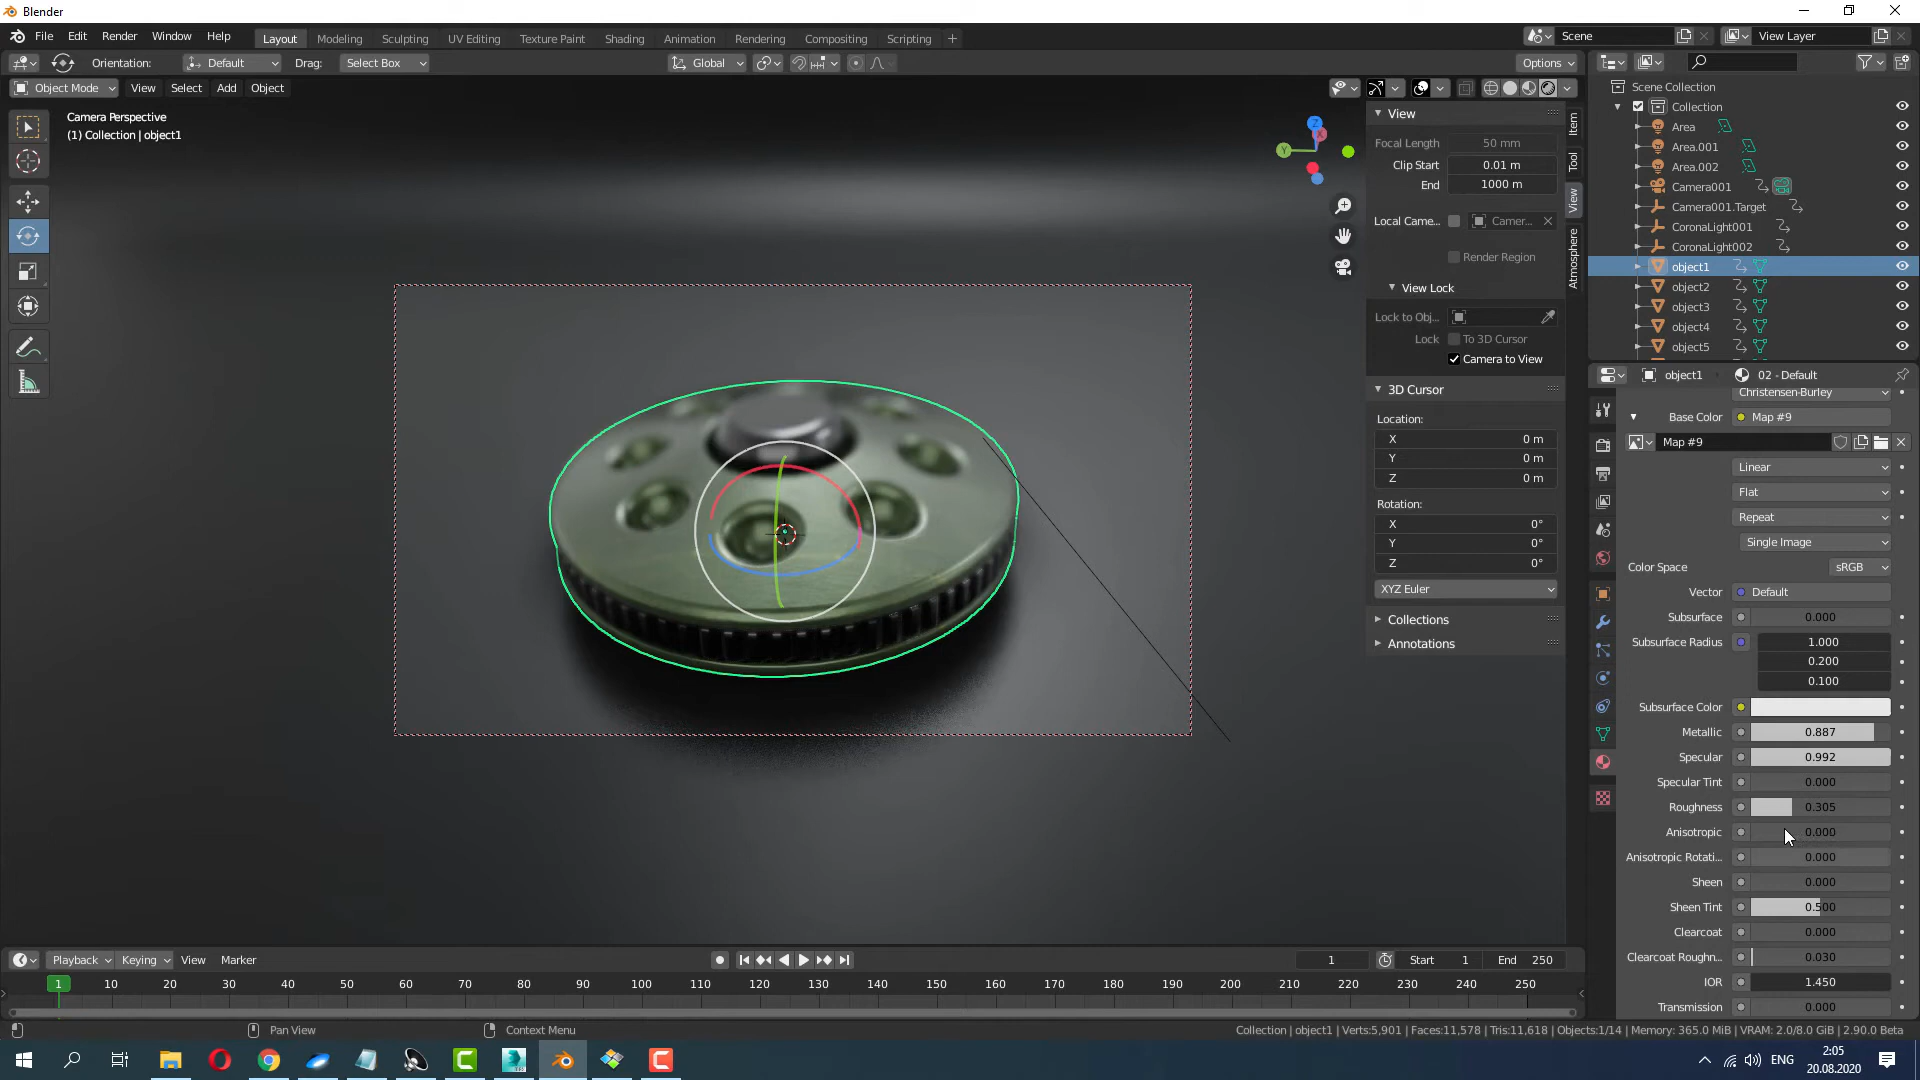 Blender
File Edit Render Window Help
Layout Modeling Sculpting UV Editing Texture Paint Shading Animation Rendering Compositing Scripting +
Scene View Layer
Orientation: Default Drag: Select Box Global Options
Object Mode View Select Add Object
Camera Perspective
(1) Collection | object1
Z
X
Y
View
Focal Length 50 mm
Clip Start 0.01 m
End 1000 m
Local Came... Camer...
Render Region
View Lock
Lock to Obj...
Lock To 3D Cursor
Camera to View
3D Cursor
Location:
X 0 m
Y 0 m
Z 0 m
Rotation:
X 0°
Y 0°
Z 0°
XYZ Euler
Collections
Annotations
Item
Tool
View
Atmosphere
Scene Collection
Collection
Area
Area.001
Area.002
Camera001
Camera001.Target
CoronaLight001
CoronaLight002
object1
object2
object3
object4
object5
object1 02 - Default
Christensen-Burley
Base Color Map #9
Map #9
Linear
Flat
Repeat
Single Image
Color Space sRGB
Vector Default
Subsurface 0.000
Subsurface Radius 1.000
0.200
0.100
Subsurface Color
Metallic 0.887
Specular 0.992
Specular Tint 0.000
Roughness 0.305
Anisotropic 0.000
Anisotropic Rotati... 0.000
Sheen 0.000
Sheen Tint 0.500
Clearcoat 0.000
Clearcoat Roughn... 0.030
IOR 1.450
Transmission 0.000
Playback Keying View Marker 1 Start 1 End 250
1 10 20 30 40 50 60 70 80 90 100 110 120 130 140 150 160 170 180 190 200 210 220 230 240 250
Pan View Context Menu Collection | object1 | Verts:5,901 | Faces:11,578 | Tris:11,618 | Objects:1/14 | Memory: 365.0 MiB | VRAM: 2.0/8.0 GiB | 2.90.0 Beta
ENG 2:05
20.08.2020